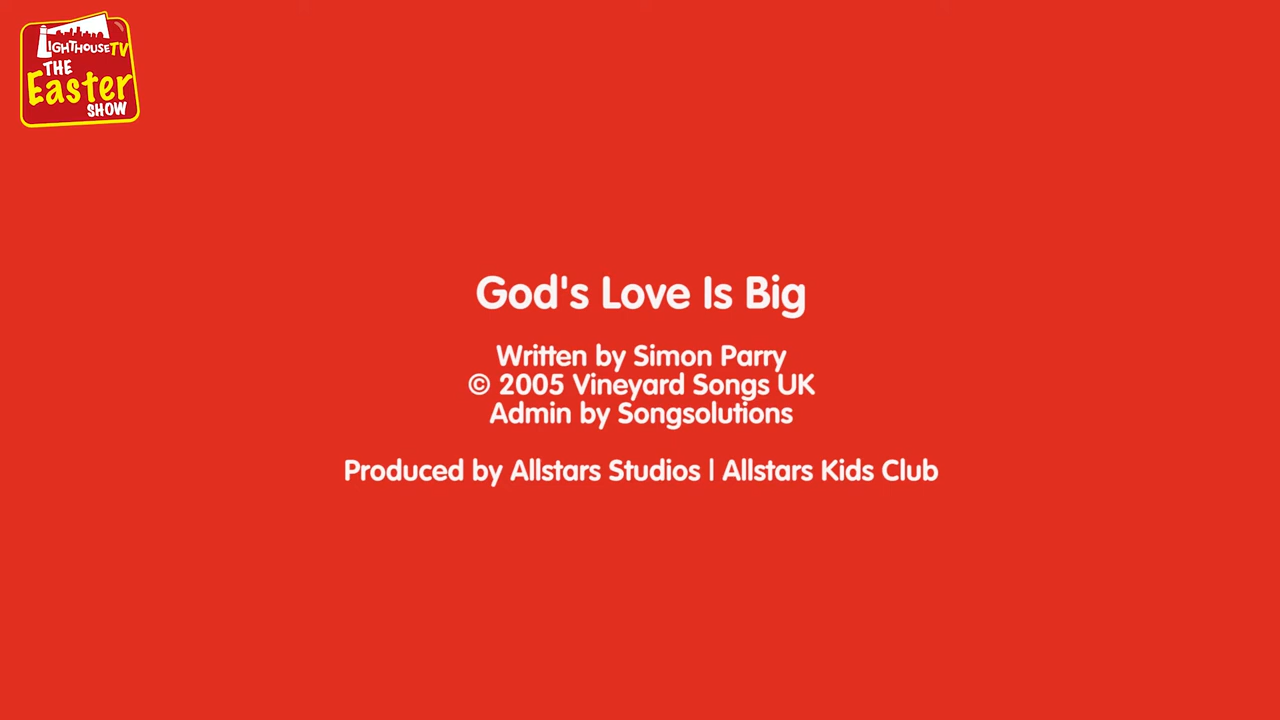 LIGHTHOUSE TV
THE
Easter
SHOW
God's Love Is Big
Written by Simon Parry
© 2005 Vineyard Songs UK
Admin by Songsolutions
Produced by Allstars Studios | Allstars Kids Club